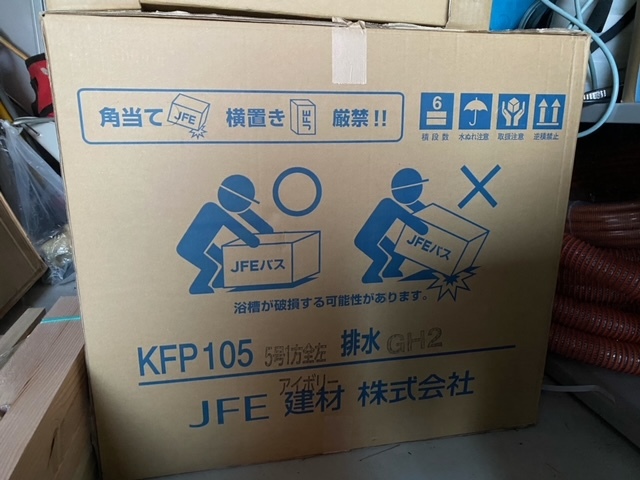 角当て JFE 横置き JFE 厳禁!!
6
積段数 水ぬれ注意 取扱注意 逆積禁止
JFEバス JFEバス
浴槽が破損する可能性があります。
KFP105 5号1方全左 排水 GH2
アイボリー
JFE 建材 株式会社